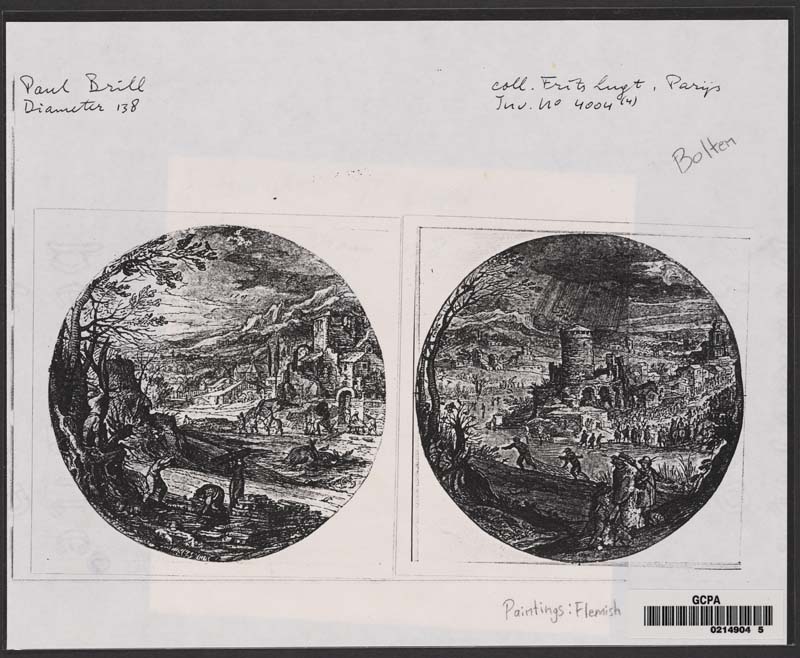 Paul Brill
Diameter 138
coll. Frits Lugt, Parijs
Inv. No 4004 (4)
Bolten
Paintings: Flemish
GCPA
0214904 5